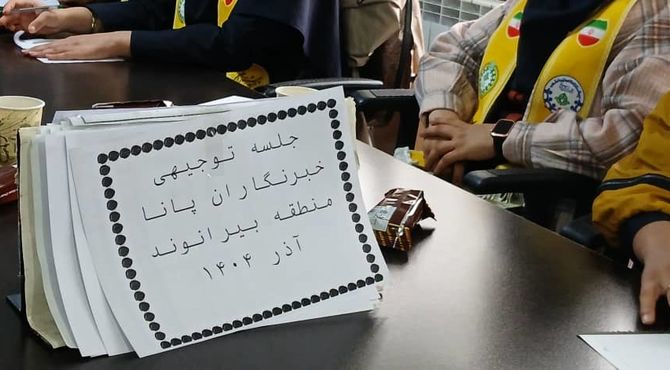 جلسه توجیهی
خبرنگاران پانا
منطقه بیرانوند
آذر ۱۴۰۴